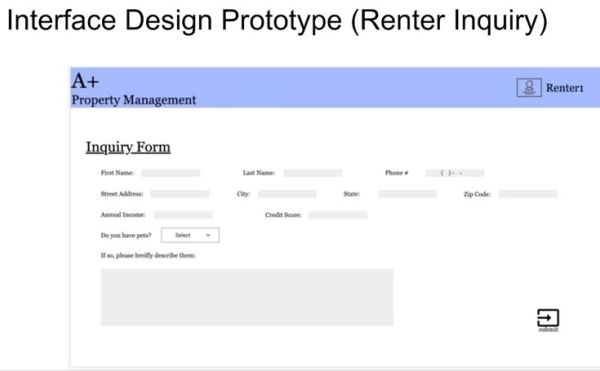 Interface Design Prototype (Renter Inquiry)
A+
Property Management
Renter1
Inquiry Form
First Name:
Last Name:
Phone #
( )- -
Street Address:
City:
State:
Zip Code:
Annual Income:
Credit Score:
Do you have pets?
Select
If so, please breifly describe them:
submit